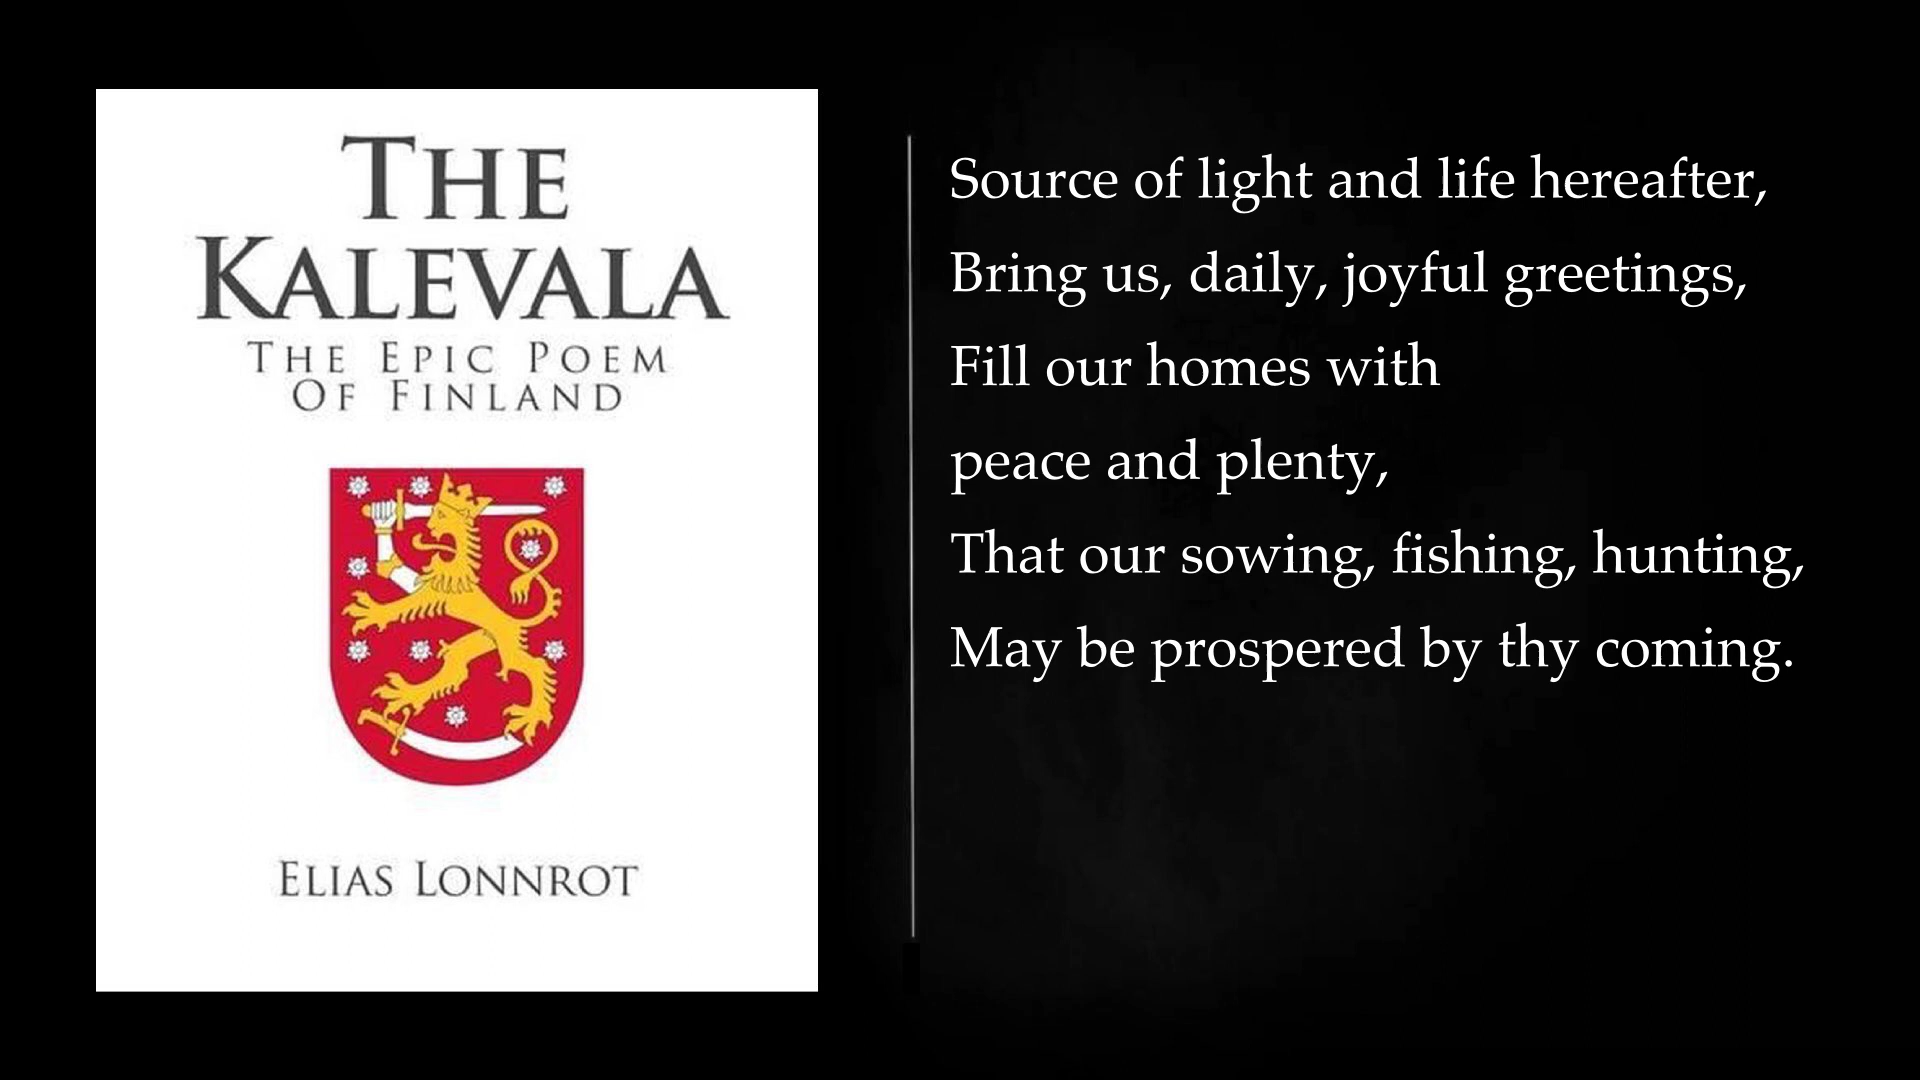 THE
KALEVALA
THE EPIC POEM
OF FINLAND
ELIAS LONNROT
Source of light and life hereafter,
Bring us, daily, joyful greetings,
Fill our homes with
peace and plenty,
That our sowing, fishing, hunting,
May be prospered by thy coming.